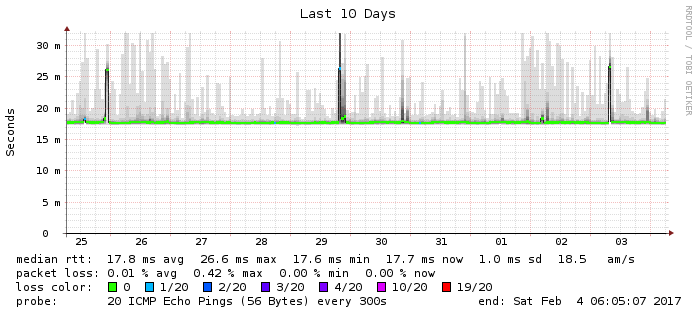 Last 10 Days
RRDTOOL / TOBI OETIKER
Seconds
30 m
25 m
20 m
15 m
10 m
5 m
0
25 26 27 28 29 30 31 01 02 03
median rtt: 17.8 ms avg 26.6 ms max 17.6 ms min 17.7 ms now 1.0 ms sd 18.5 am/s
packet loss: 0.01 % avg 0.42 % max 0.00 % min 0.00 % now
loss color: 0 1/20 2/20 3/20 4/20 10/20 19/20
probe: 20 ICMP Echo Pings (56 Bytes) every 300s end: Sat Feb 4 06:05:07 2017